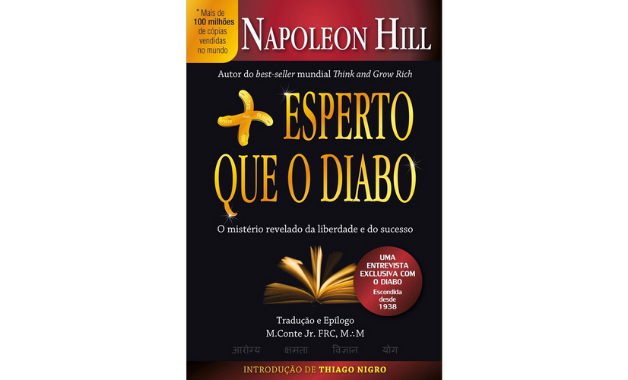 * Mais de
100 milhões
de cópias
vendidas
no mundo
NAPOLEON HILL
Autor do best-seller mundial Think and Grow Rich
+ ESPERTO
QUE O DIABO
O mistério revelado da liberdade e do sucesso
UMA
ENTREVISTA
EXCLUSIVA COM
O DIABO
Escondida
desde
1938
Tradução e Epílogo
M.Conte Jr. FRC, M∴M
आरोग्य क्षमता विज्ञान योग
INTRODUÇÃO DE THIAGO NIGRO